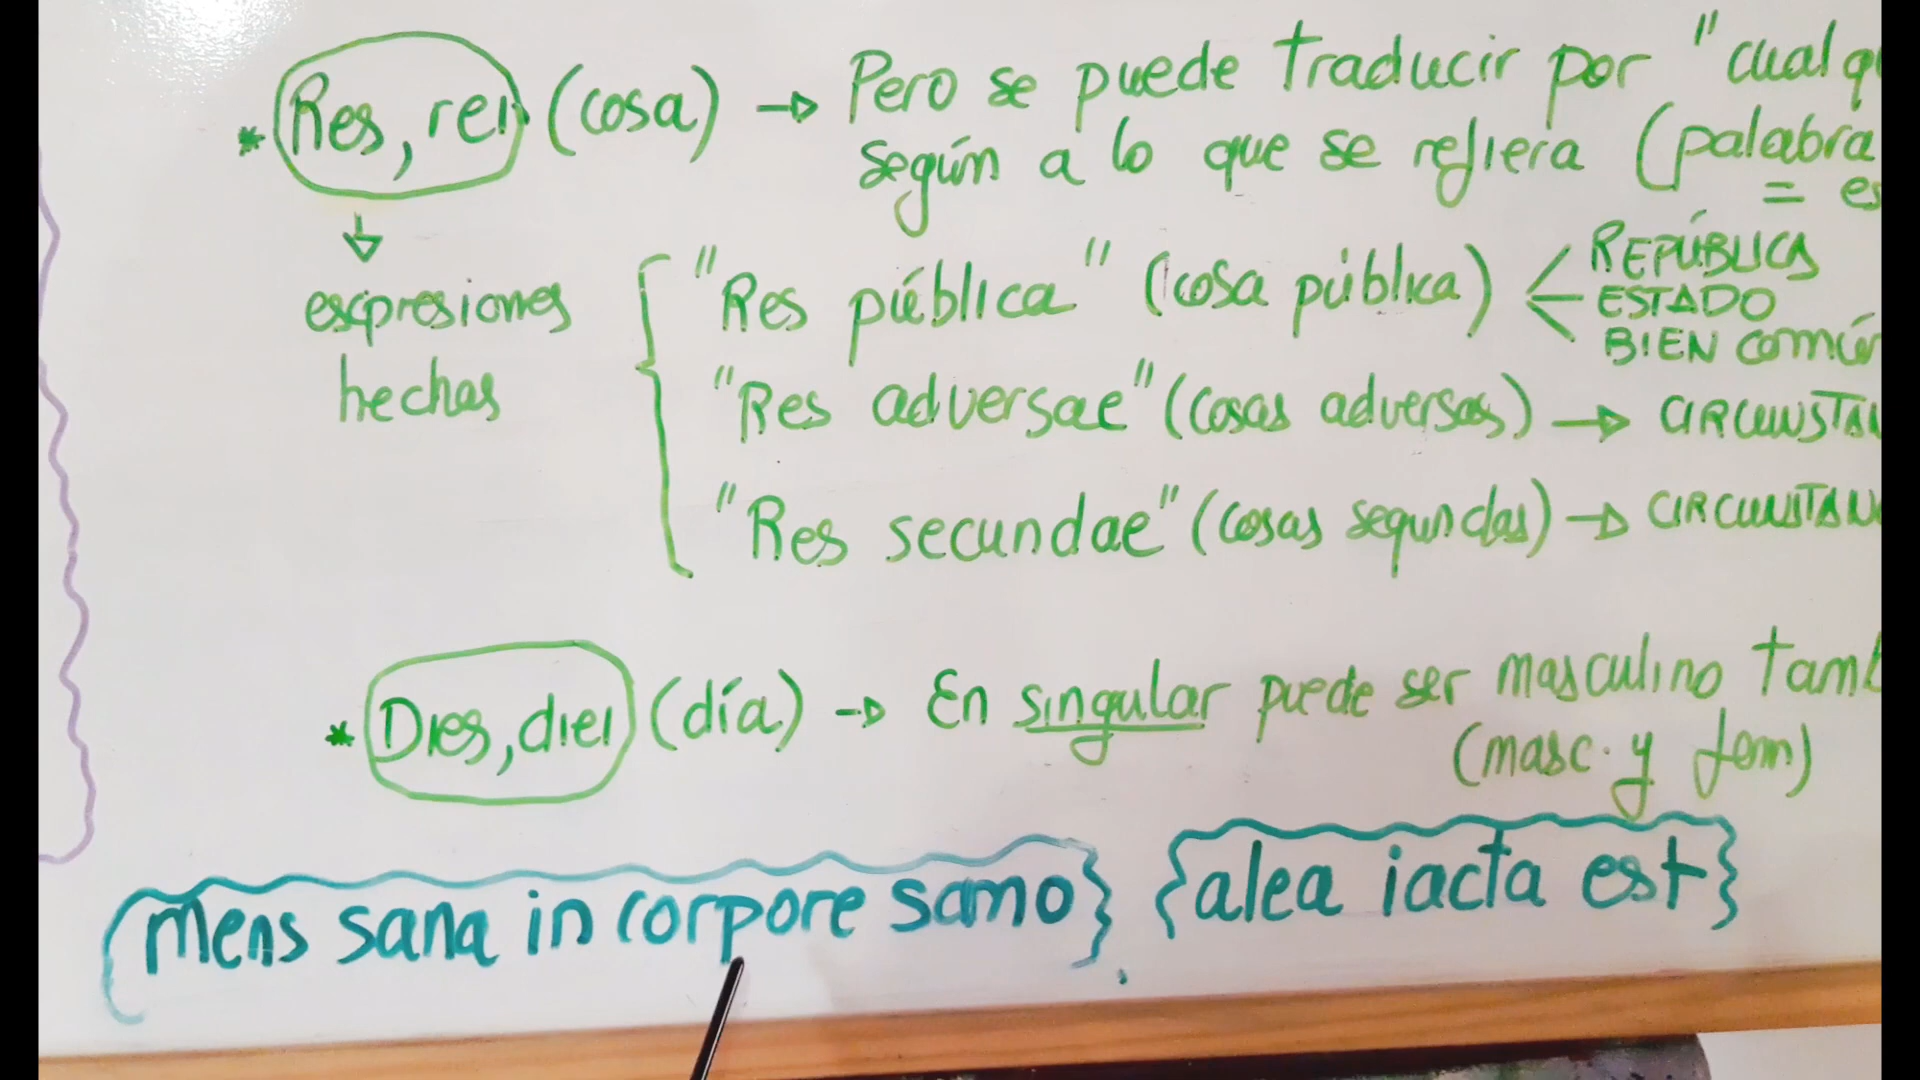 * Res, rei (cosa) → Pero se puede traducir por "cualq
según a lo que se refiera (palabra
= es
expresiones hechas
"Res pública" (cosa pública)
REPÚBLICA
ESTADO
BIEN común
"Res adversae" (cosas adversas) → CIRCUNSTAN
"Res secundae" (cosas segundas) → CIRCUNSTANC
* Dies, diei (día) → En singular puede ser masculino tamb
(masc. y fem)
mens sana in corpore sano
alea iacta est